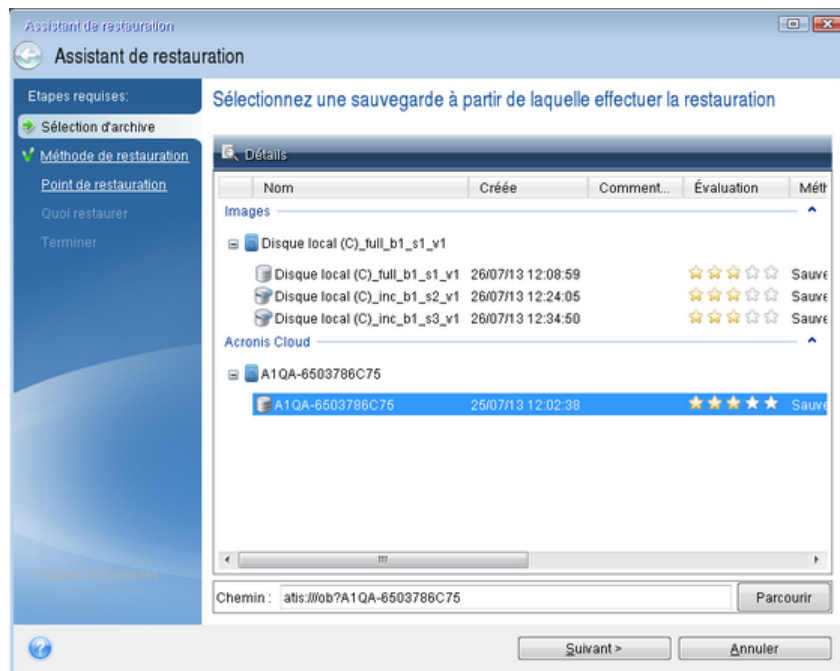 Assistant de restauration
Assistant de restauration
Etapes requises:
Sélection d'archive
Méthode de restauration
Point de restauration
Quoi restaurer
Terminer
Sélectionnez une sauvegarde à partir de laquelle effectuer la restauration
Détails
Nom Créée Comment... Évaluation Méth
Images
Disque local (C)_full_b1_s1_v1
Disque local (C)_full_b1_s1_v1 26/07/13 12:08:59 Sauve
Disque local (C)_inc_b1_s2_v1 26/07/13 12:24:05 Sauve
Disque local (C)_inc_b1_s3_v1 26/07/13 12:34:50 Sauve
Acronis Cloud
A1QA-6503786C75
A1QA-6503786C75 25/07/13 12:02:38 Sauve
Chemin : atis:///ob?A1QA-6503786C75 Parcourir
Suivant > Annuler